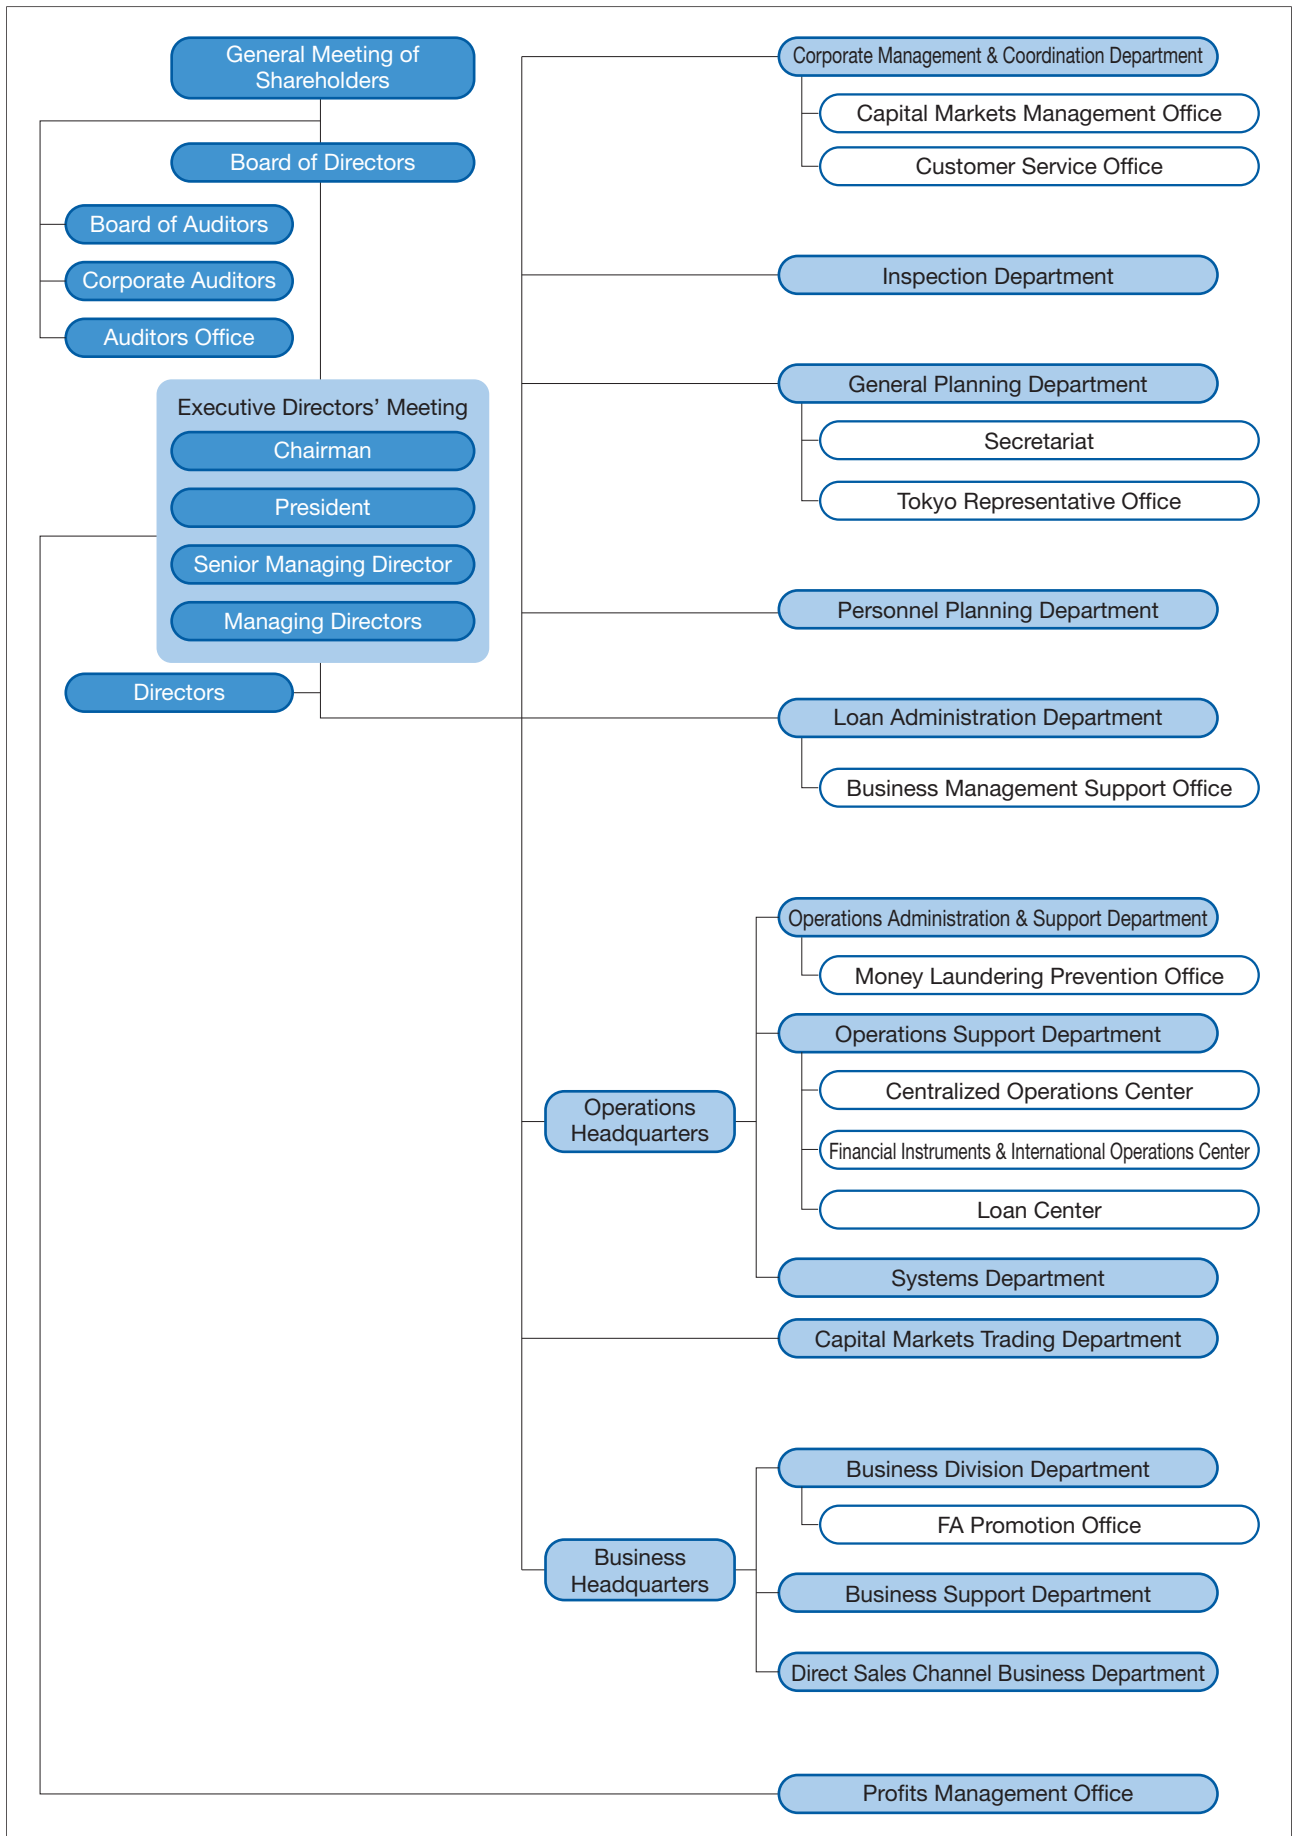 General Meeting of
Shareholders
Board of Directors
Board of Auditors
Corporate Auditors
Auditors Office
Executive Directors’ Meeting
Chairman
President
Senior Managing Director
Managing Directors
Directors
Corporate Management & Coordination Department
Capital Markets Management Office
Customer Service Office
Inspection Department
General Planning Department
Secretariat
Tokyo Representative Office
Personnel Planning Department
Loan Administration Department
Business Management Support Office
Operations
Headquarters
Operations Administration & Support Department
Money Laundering Prevention Office
Operations Support Department
Centralized Operations Center
Financial Instruments & International Operations Center
Loan Center
Systems Department
Capital Markets Trading Department
Business
Headquarters
Business Division Department
FA Promotion Office
Business Support Department
Direct Sales Channel Business Department
Profits Management Office